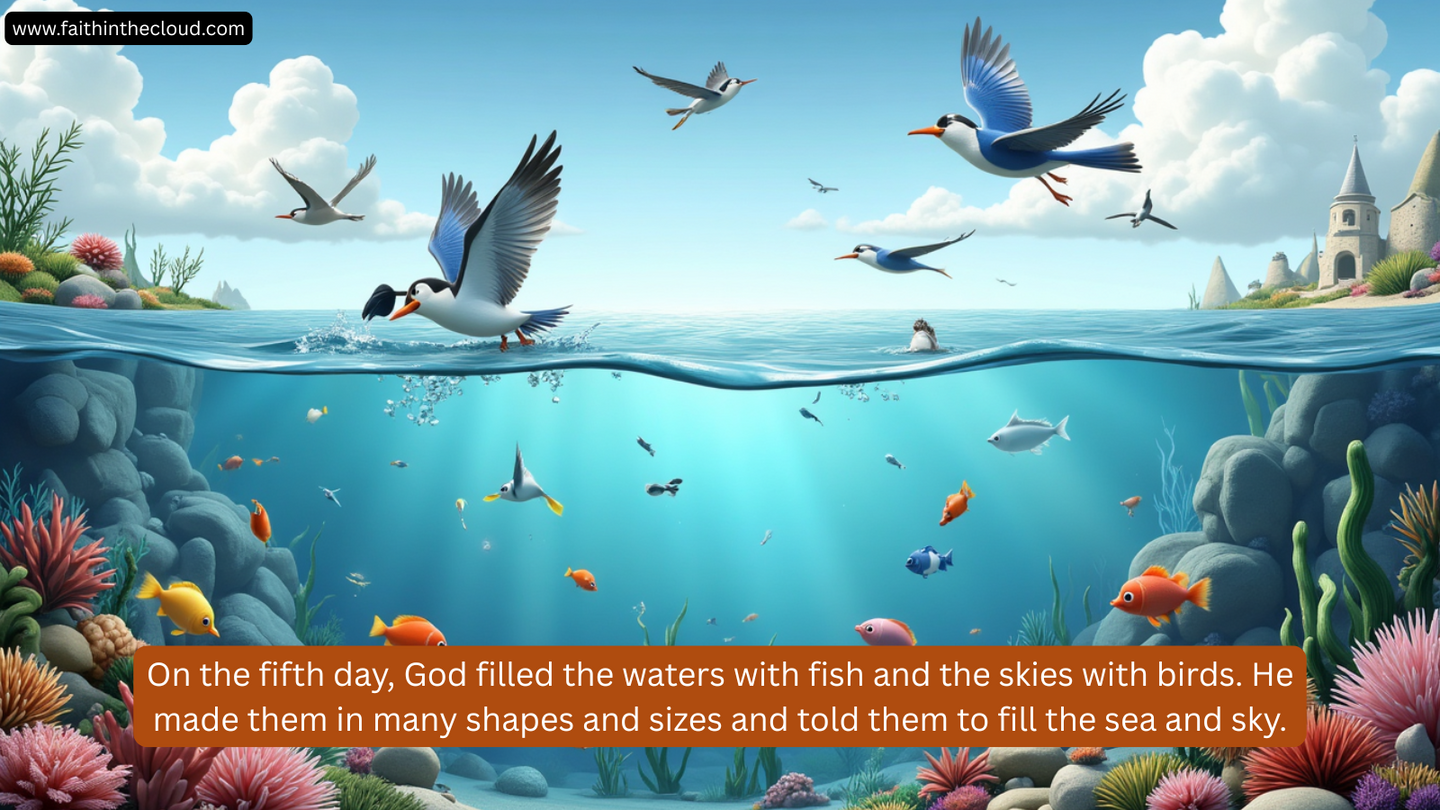 www.faithinthecloud.com
On the fifth day, God filled the waters with fish and the skies with birds. He
made them in many shapes and sizes and told them to fill the sea and sky.